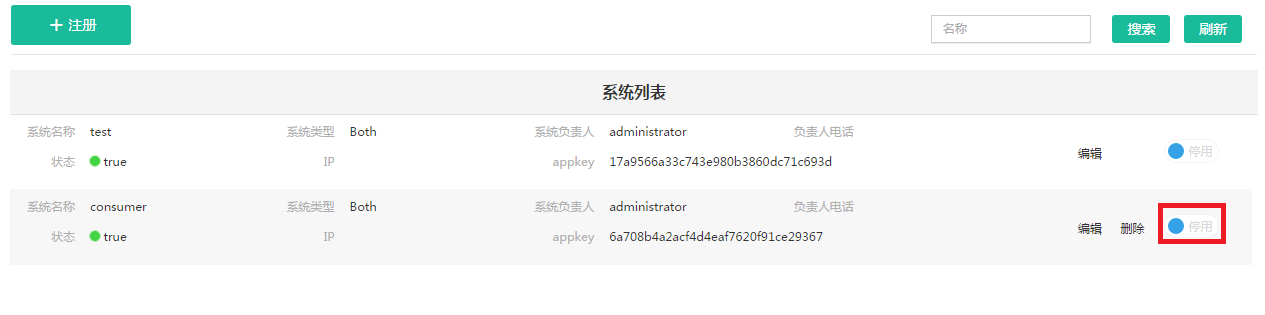 + 注册
名称 搜索 刷新
系统列表
系统名称 test 系统类型 Both 系统负责人 administrator 负责人电话
状态 true IP appkey 17a9566a33c743e980b3860dc71c693d 编辑 停用
系统名称 consumer 系统类型 Both 系统负责人 administrator 负责人电话
状态 true IP appkey 6a708b4a2acf4d4eaf7620f91ce29367 编辑 删除 停用